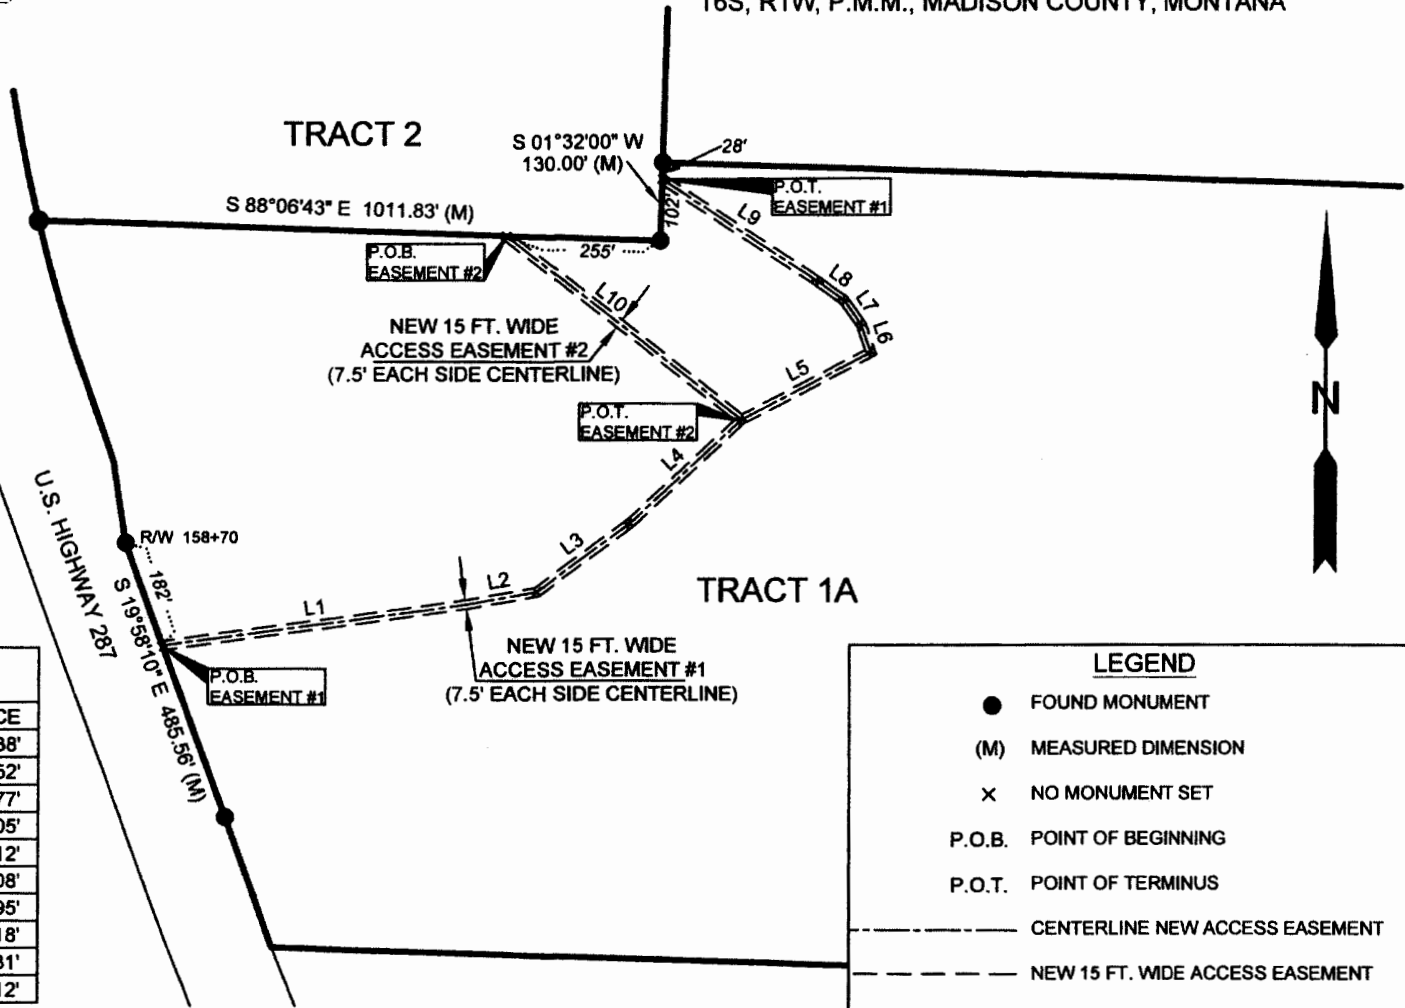 T6S, R1W, P.M.M., MADISON COUNTY, MONTANA
TRACT 2
S 01°32'00" W
130.00' (M)
28'
P.O.T.
EASEMENT #1
102'
L9
S 88°06'43" E 1011.83' (M)
P.O.B.
EASEMENT #2
255'
L8
L7
L6
L10
NEW 15 FT. WIDE
ACCESS EASEMENT #2
(7.5' EACH SIDE CENTERLINE)
L5
N
P.O.T.
EASEMENT #2
L4
U.S. HIGHWAY 287
R/W 158+70
182'
S 19°58'10" E 485.56' (M)
L3
L2
L1
TRACT 1A
NEW 15 FT. WIDE
ACCESS EASEMENT #1
(7.5' EACH SIDE CENTERLINE)
P.O.B.
EASEMENT #1
LEGEND
FOUND MONUMENT
(M) MEASURED DIMENSION
× NO MONUMENT SET
P.O.B. POINT OF BEGINNING
P.O.T. POINT OF TERMINUS
CENTERLINE NEW ACCESS EASEMENT
NEW 15 FT. WIDE ACCESS EASEMENT